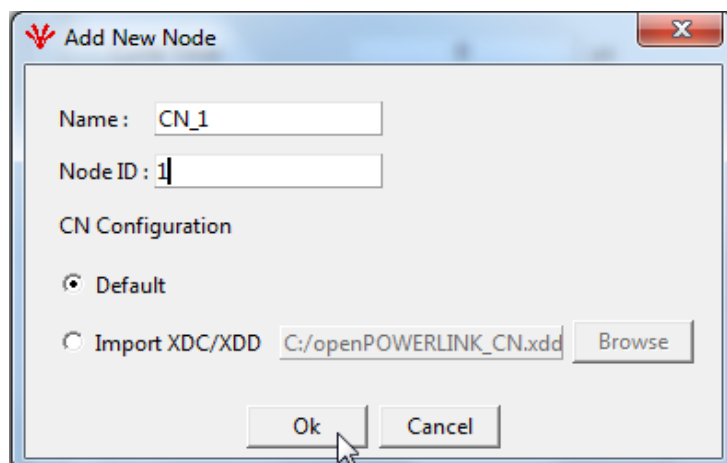 Add New Node
Name : CN_1
Node ID : 1
CN Configuration
Default
Import XDC/XDD C:/openPOWERLINK_CN.xdd Browse
Ok Cancel